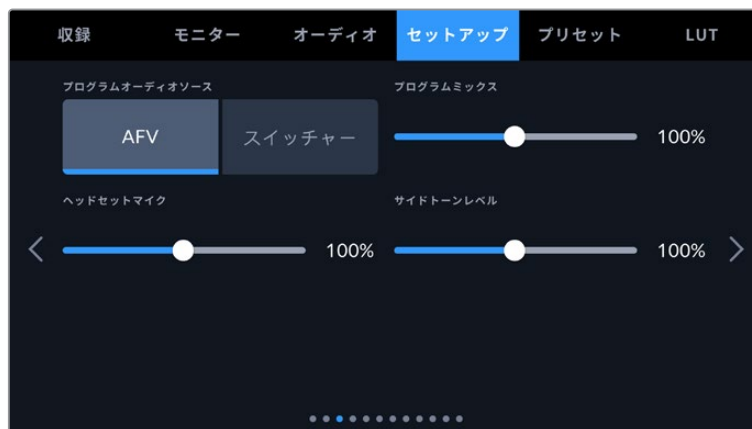 収録 モニター オーディオ セットアップ プリセット LUT
プログラムオーディオソース プログラムミックス
AFV スイッチャー 100%
ヘッドセットマイク サイドトーンレベル
100% 100%